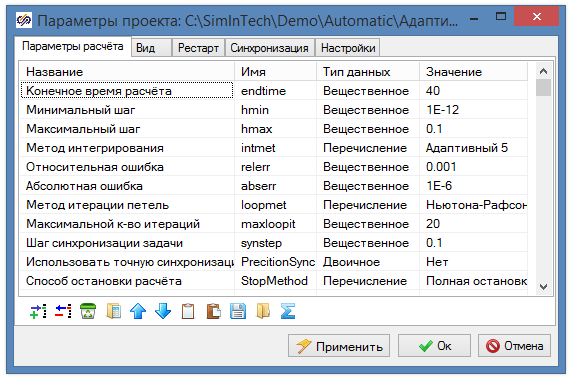 Параметры проекта: C:\SimInTech\Demo\Automatic\Адапти...
Параметры расчёта Вид Рестарт Синхронизация Настройки
Название Имя Тип данных Значение
Конечное время расчёта endtime Вещественное 40
Минимальный шаг hmin Вещественное 1E-12
Максимальный шаг hmax Вещественное 0.1
Метод интегрирования intmet Перечисление Адаптивный 5
Относительная ошибка relerr Вещественное 0.001
Абсолютная ошибка abserr Вещественное 1E-6
Метод итерации петель loopmet Перечисление Ньютона-Рафсон
Максимальной к-во итераций maxloopit Вещественное 20
Шаг синхронизации задачи synstep Вещественное 0.1
Использовать точную синхронизаци PrecitionSync Двоичное Нет
Способ остановки расчёта StopMethod Перечисление Полная остановк
Применить Ок Отмена